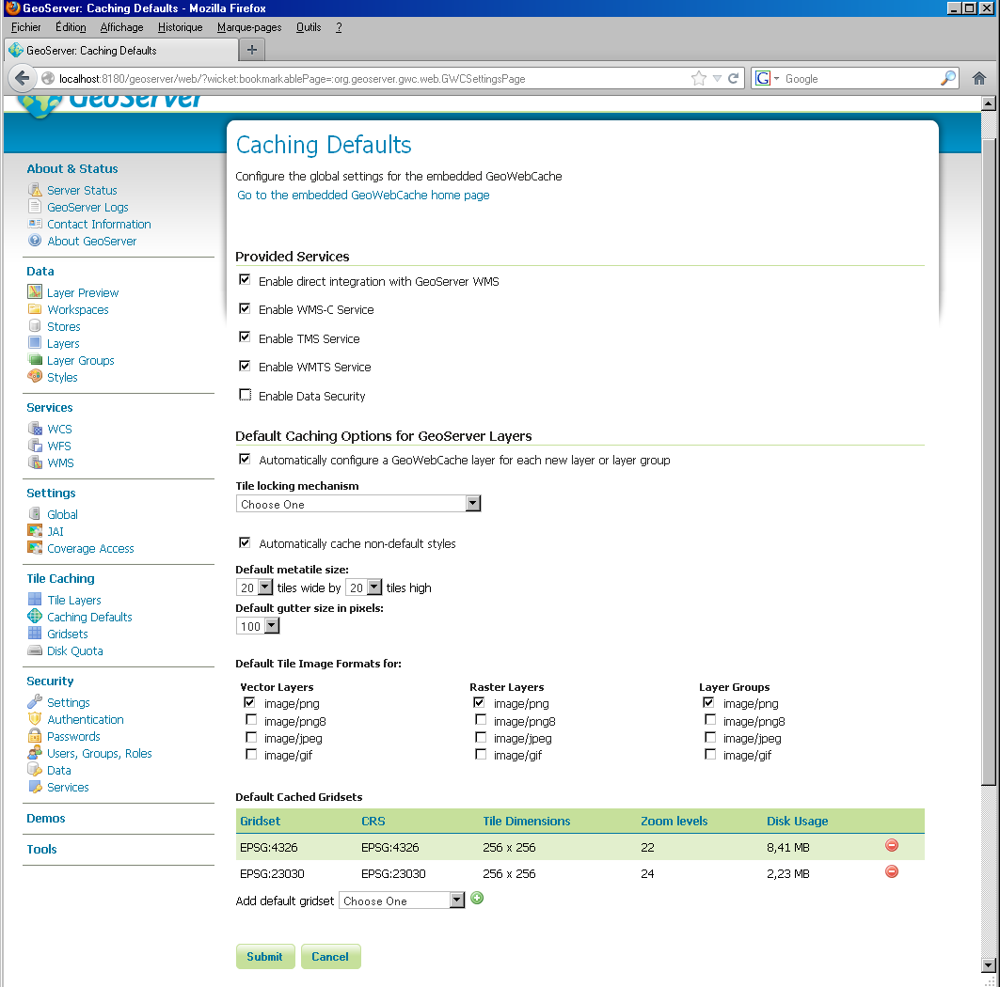 GeoServer: Caching Defaults - Mozilla Firefox
Fichier Édition Affichage Historique Marque-pages Outils ?
GeoServer: Caching Defaults
localhost:8180/geoserver/web/?wicket:bookmarkablePage=:org.geoserver.gwc.web.GWCSettingsPage
Google
GeoServer
About & Status
Server Status
GeoServer Logs
Contact Information
About GeoServer
Data
Layer Preview
Workspaces
Stores
Layers
Layer Groups
Styles
Services
WCS
WFS
WMS
Settings
Global
JAI
Coverage Access
Tile Caching
Tile Layers
Caching Defaults
Gridsets
Disk Quota
Security
Settings
Authentication
Passwords
Users, Groups, Roles
Data
Services
Demos
Tools
Caching Defaults
Configure the global settings for the embedded GeoWebCache
Go to the embedded GeoWebCache home page
Provided Services
Enable direct integration with GeoServer WMS
Enable WMS-C Service
Enable TMS Service
Enable WMTS Service
Enable Data Security
Default Caching Options for GeoServer Layers
Automatically configure a GeoWebCache layer for each new layer or layer group
Tile locking mechanism
Choose One
Automatically cache non-default styles
Default metatile size:
20 tiles wide by 20 tiles high
Default gutter size in pixels:
100
Default Tile Image Formats for:
Vector Layers Raster Layers Layer Groups
image/png image/png image/png
image/png8 image/png8 image/png8
image/jpeg image/jpeg image/jpeg
image/gif image/gif image/gif
Default Cached Gridsets
Gridset CRS Tile Dimensions Zoom levels Disk Usage
EPSG:4326 EPSG:4326 256 x 256 22 8,41 MB
EPSG:23030 EPSG:23030 256 x 256 24 2,23 MB
Add default gridset Choose One
Submit Cancel